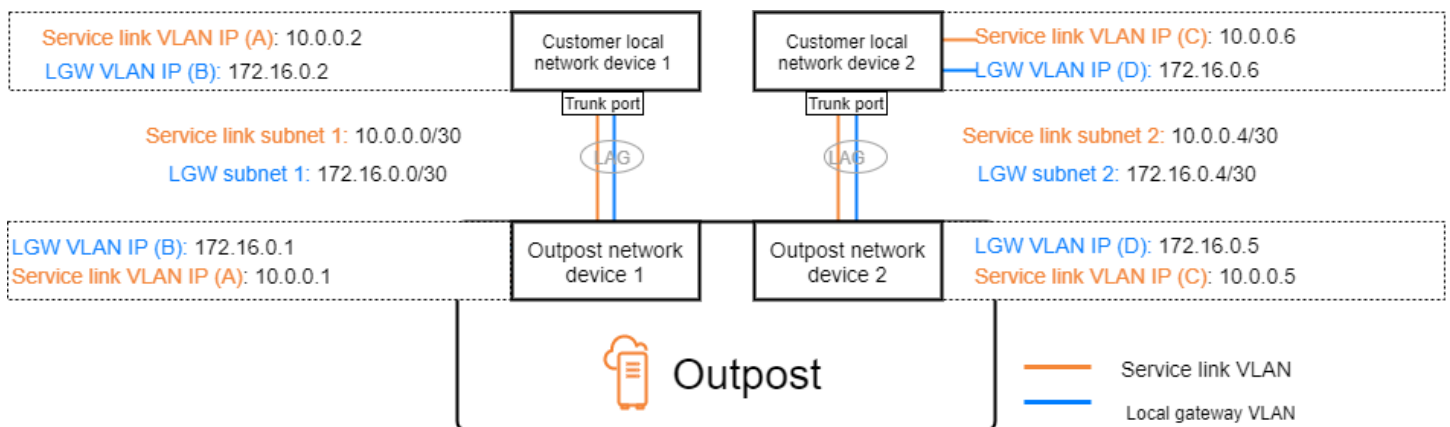 Service link VLAN IP (A): 10.0.0.2
LGW VLAN IP (B): 172.16.0.2
Customer local
network device 1
Customer local
network device 2
Service link VLAN IP (C): 10.0.0.6
LGW VLAN IP (D): 172.16.0.6
Trunk port
Trunk port
Service link subnet 1: 10.0.0.0/30
LGW subnet 1: 172.16.0.0/30
LAG
LAG
Service link subnet 2: 10.0.0.4/30
LGW subnet 2: 172.16.0.4/30
LGW VLAN IP (B): 172.16.0.1
Service link VLAN IP (A): 10.0.0.1
Outpost network
device 1
Outpost network
device 2
LGW VLAN IP (D): 172.16.0.5
Service link VLAN IP (C): 10.0.0.5
Outpost
Service link VLAN
Local gateway VLAN